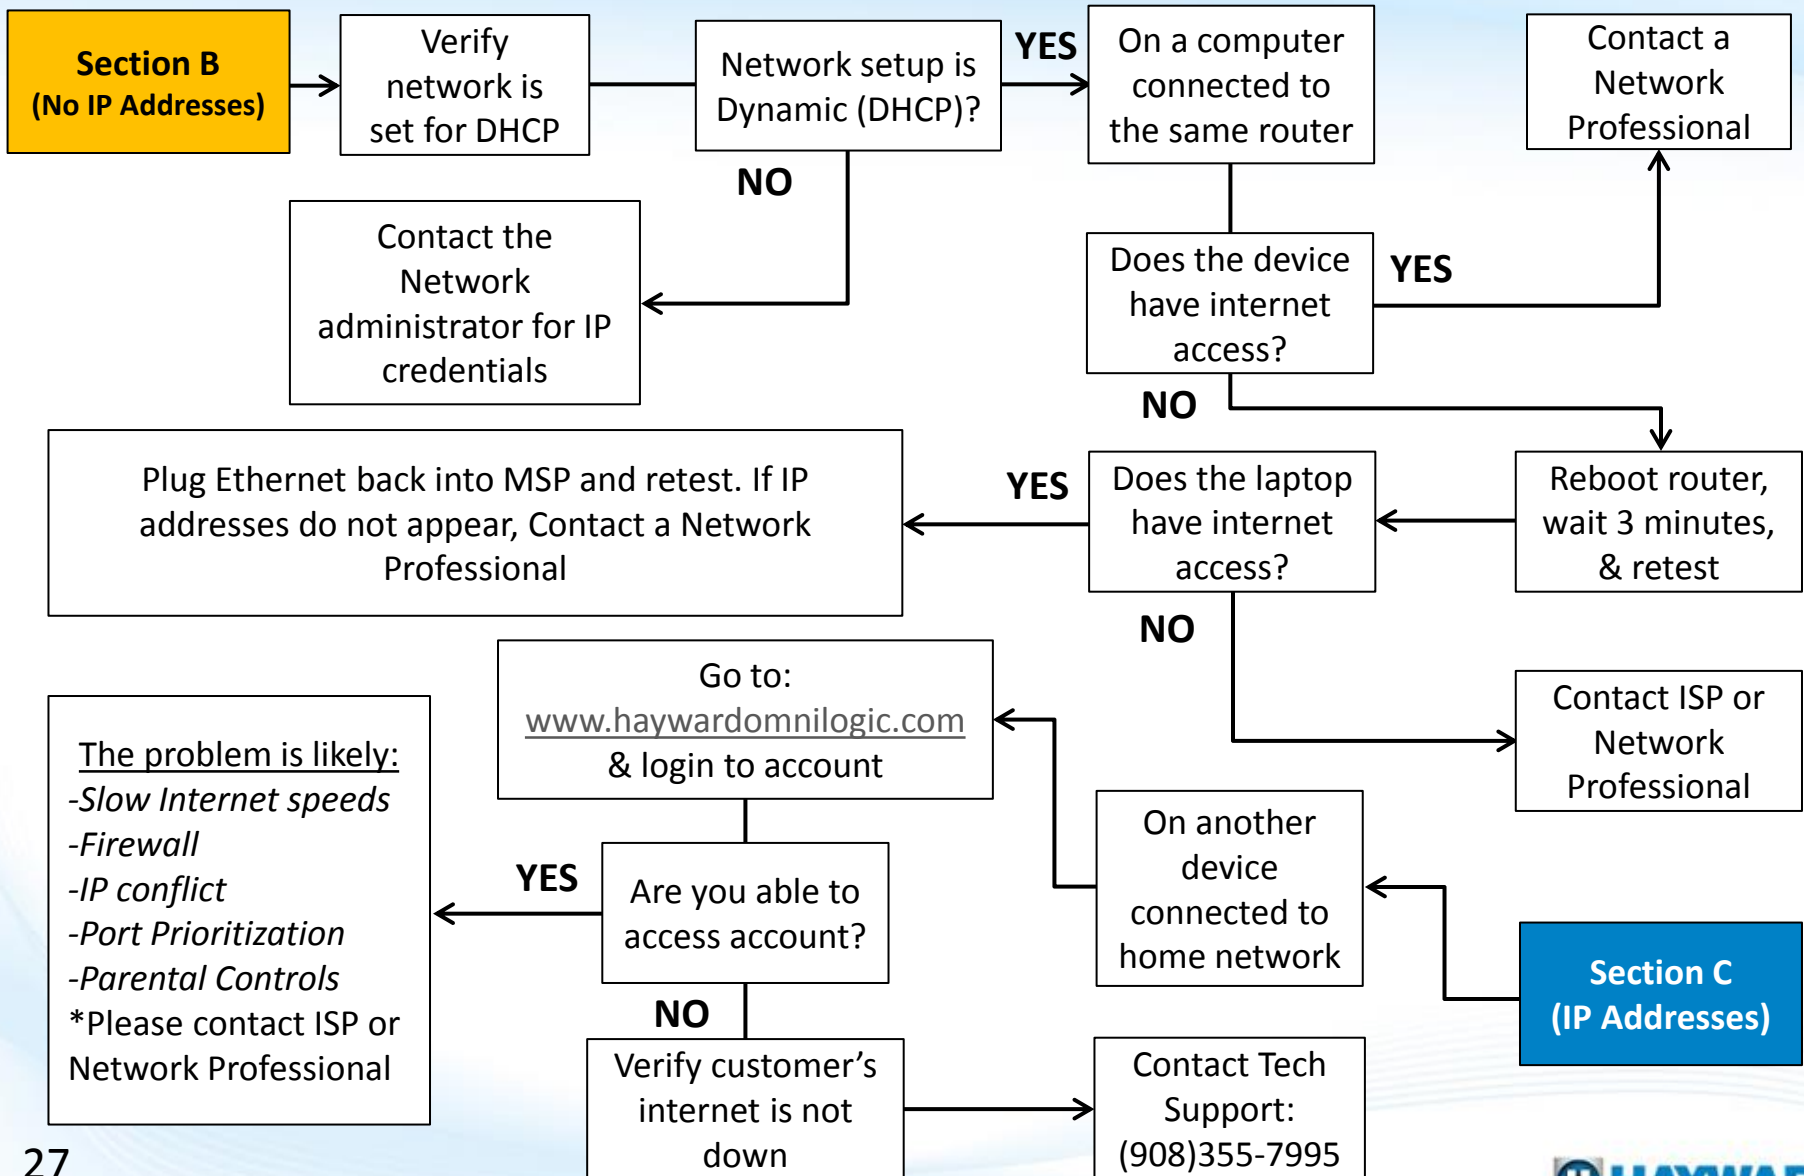 Section B
(No IP Addresses)
Verify
network is
set for DHCP
Network setup is
Dynamic (DHCP)?
YES
On a computer
connected to
the same router
Contact a
Network
Professional
NO
Contact the
Network
administrator for IP
credentials
Does the device
have internet
access?
YES
NO
Plug Ethernet back into MSP and retest. If IP
addresses do not appear, Contact a Network
Professional
YES
Does the laptop
have internet
access?
Reboot router,
wait 3 minutes,
& retest
NO
Contact ISP or
Network
Professional
Go to:
www.haywardomnilogic.com
& login to account
The problem is likely:
-Slow Internet speeds
-Firewall
-IP conflict
-Port Prioritization
-Parental Controls
*Please contact ISP or
Network Professional
YES
Are you able to
access account?
On another
device
connected to
home network
Section C
(IP Addresses)
NO
Verify customer's
internet is not
down
Contact Tech
Support:
(908)355-7995
27
HAYWARD